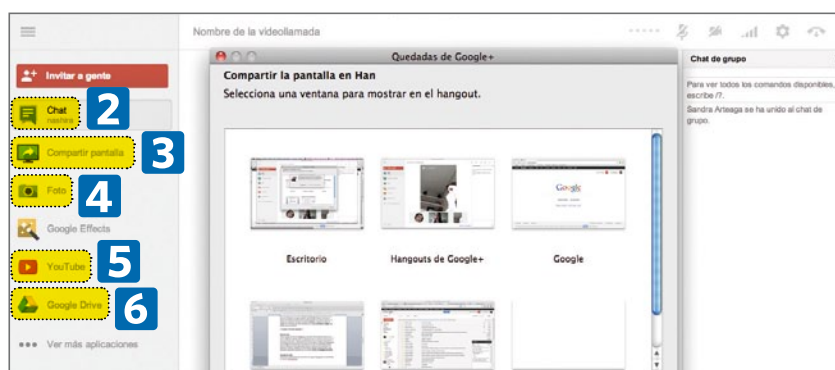 Nombre de la videollamada
Invitar a gente
Chat
nashira
2
Compartir pantalla
3
Foto
4
Google Effects
YouTube
5
Google Drive
6
Ver más aplicaciones
Quedadas de Google+
Compartir la pantalla en Han
Selecciona una ventana para mostrar en el hangout.
Google
Escritorio
Hangouts de Google+
Google
Chat de grupo
Para ver todos los comandos disponibles,
escribe /?.
Sandra Arteaga se ha unido al chat de
grupo.